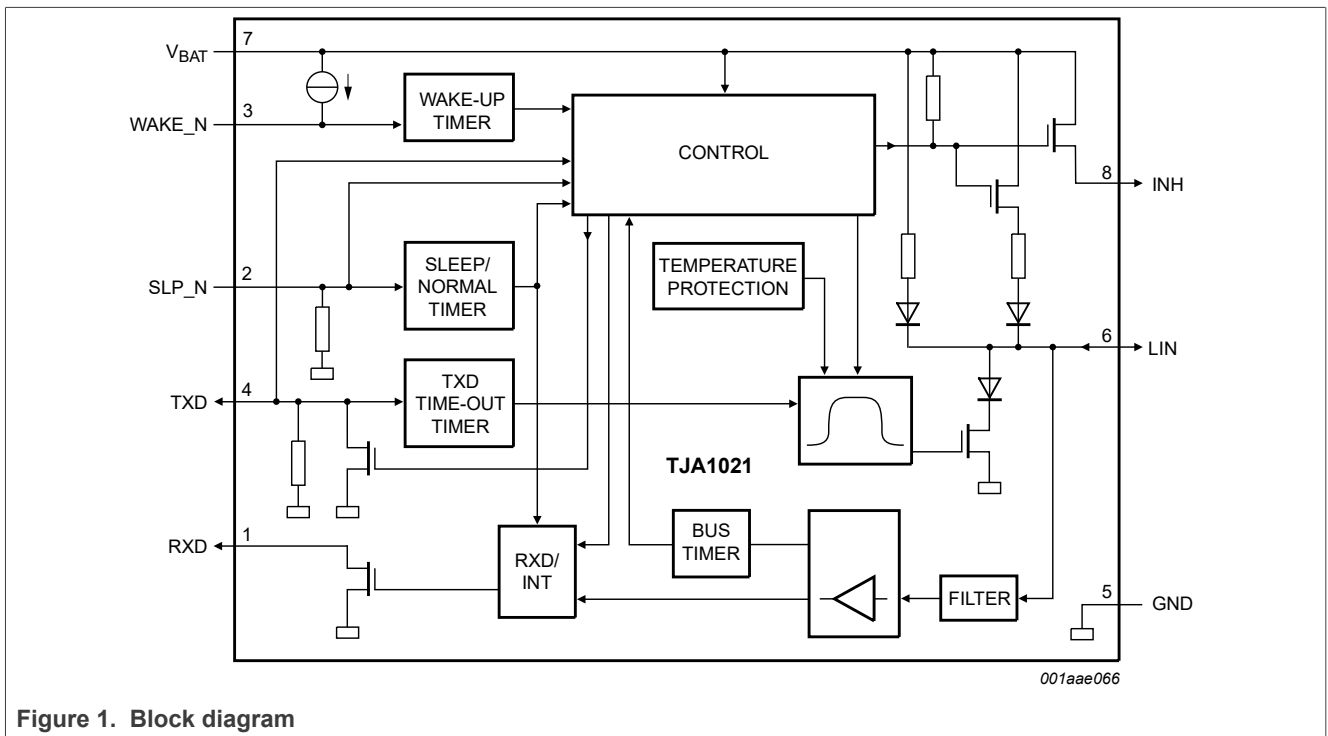 7
VBAT
3
WAKE_N
WAKE-UP
TIMER
CONTROL
8
INH
2
SLP_N
SLEEP/
NORMAL
TIMER
TEMPERATURE
PROTECTION
6
LIN
4
TXD
TXD
TIME-OUT
TIMER
TJA1021
1
RXD
RXD/
INT
BUS
TIMER
FILTER
5
GND
001aae066
Figure 1. Block diagram